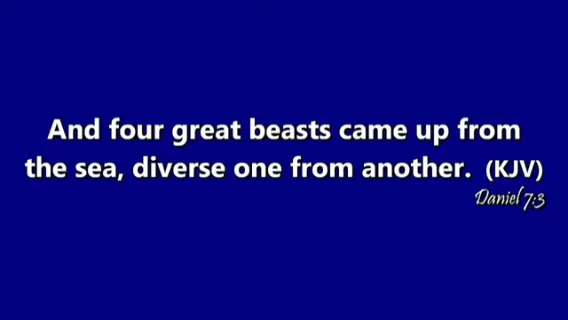 And four great beasts came up from
the sea, diverse one from another. (KJV)
Daniel 7:3